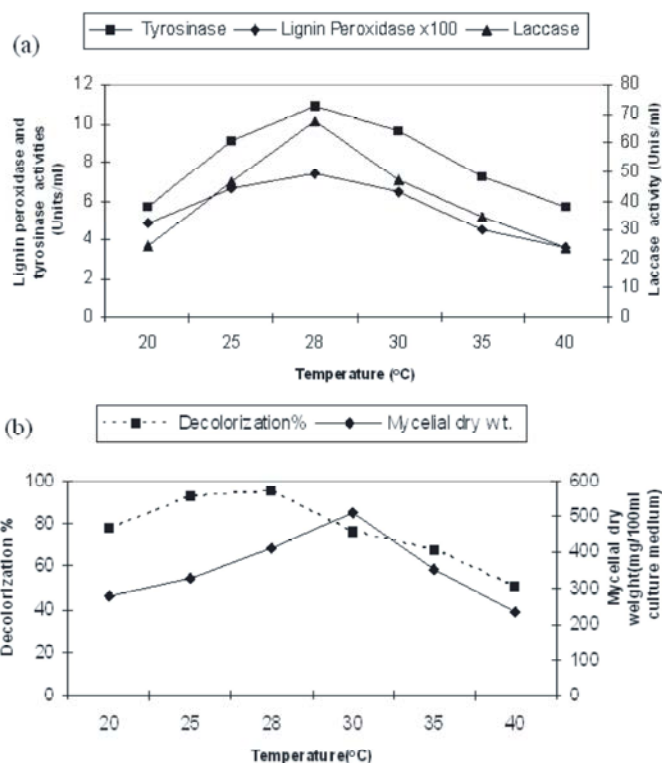 Tyrosinase Lignin Peroxidase x100 Laccase
(a)
Lignin peroxidase and
tyrosinase activities
(Units/ml)
12
10
8
6
4
2
0
80
70
60
50
40
30
20
10
0
Laccase activity (Unis/ml)
20 25 28 30 35 40
Temperature (°C)
(b)
Decolorization% Mycelial dry wt.
Decolorization %
100
80
60
40
20
0
600
500
400
300
200
100
0
Mycelial dry
weight(mg/100ml
culture medium)
20 25 28 30 35 40
Temperature(°C)